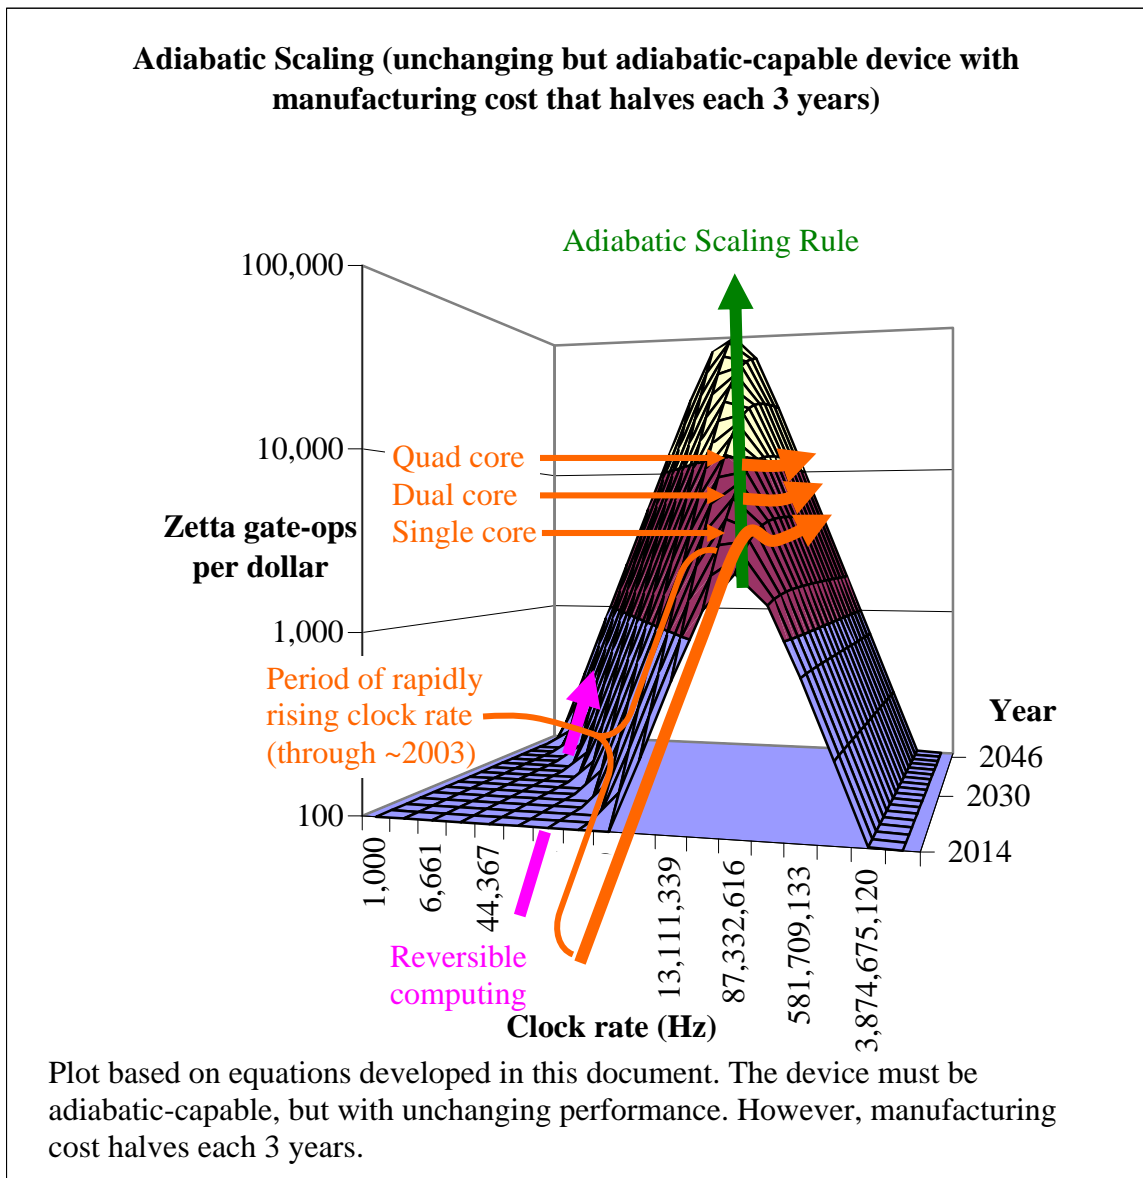 Adiabatic Scaling (unchanging but adiabatic-capable device with
manufacturing cost that halves each 3 years)
Adiabatic Scaling Rule
100,000
10,000
1,000
100
Zetta gate-ops
per dollar
Quad core
Dual core
Single core
Period of rapidly
rising clock rate
(through ~2003)
Year
2046
2030
2014
1,000
6,661
44,367
13,111,339
87,332,616
581,709,133
3,874,675,120
Reversible
computing
Clock rate (Hz)
Plot based on equations developed in this document. The device must be
adiabatic-capable, but with unchanging performance. However, manufacturing
cost halves each 3 years.